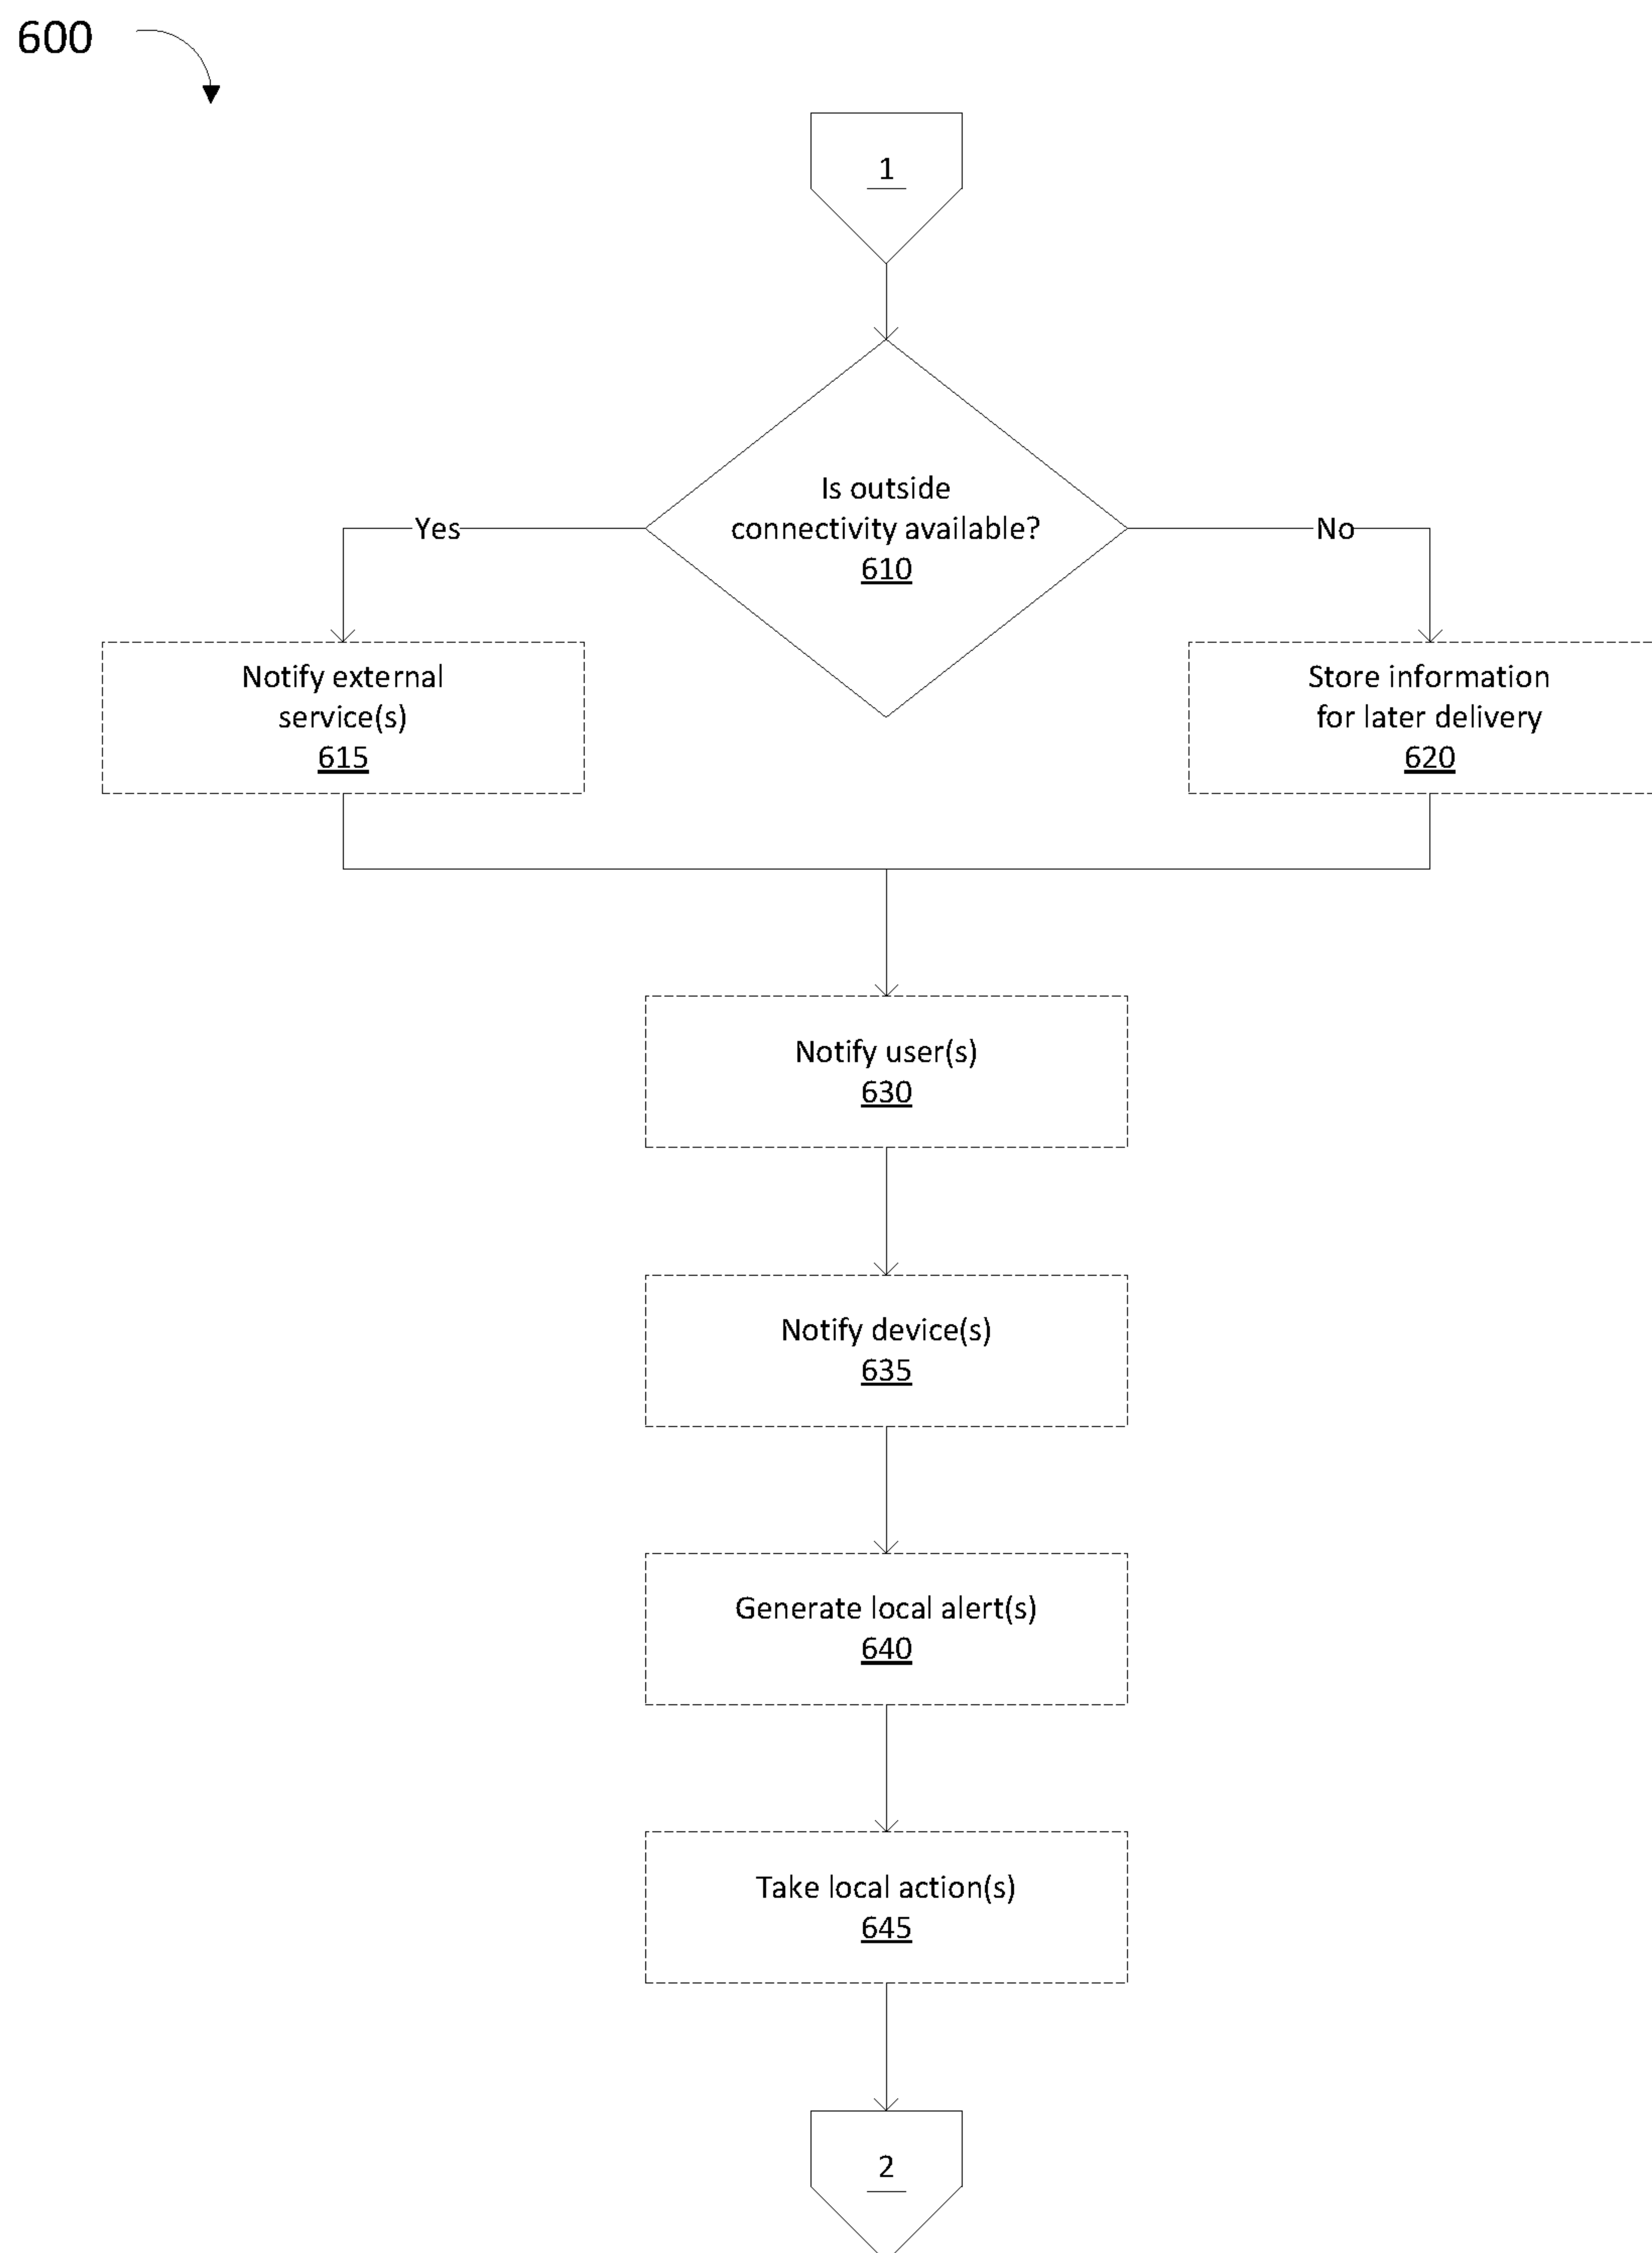 600
1
Is outside
connectivity available?
610
Yes
No
Notify external
service(s)
615
Store information
for later delivery
620
Notify user(s)
630
Notify device(s)
635
Generate local alert(s)
640
Take local action(s)
645
2